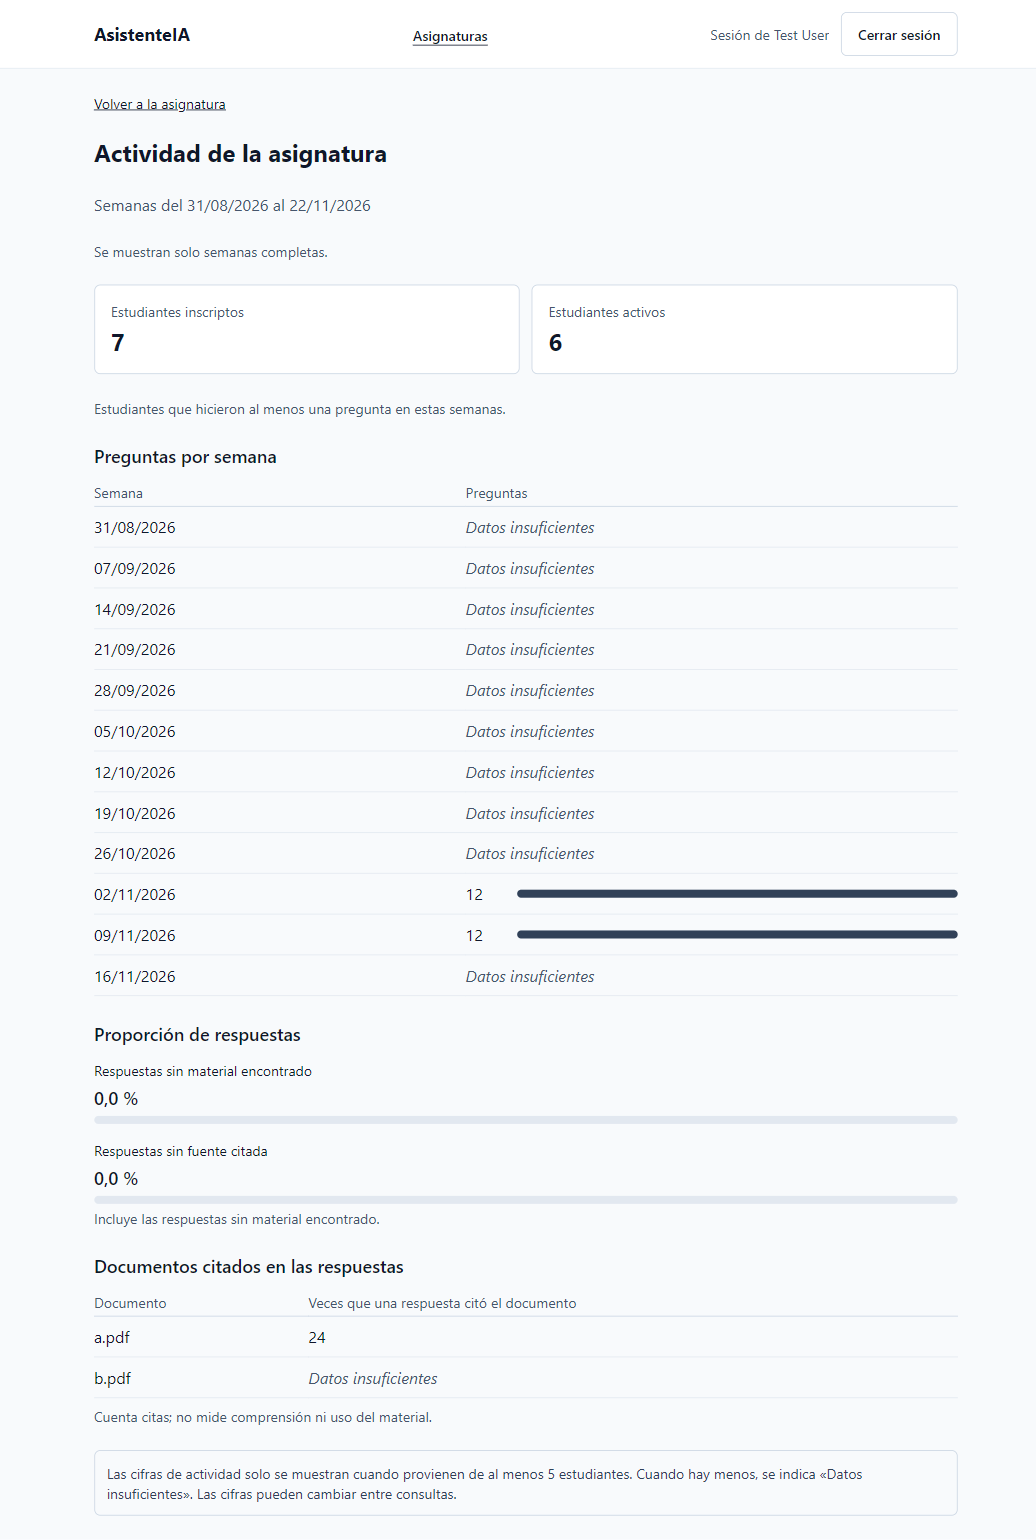 AsistenteIA
Asignaturas
Sesión de Test User
Cerrar sesión
Volver a la asignatura
Actividad de la asignatura
Semanas del 31/08/2026 al 22/11/2026
Se muestran solo semanas completas.
Estudiantes inscriptos
7
Estudiantes activos
6
Estudiantes que hicieron al menos una pregunta en estas semanas.
Preguntas por semana
Semana Preguntas
31/08/2026 Datos insuficientes
07/09/2026 Datos insuficientes
14/09/2026 Datos insuficientes
21/09/2026 Datos insuficientes
28/09/2026 Datos insuficientes
05/10/2026 Datos insuficientes
12/10/2026 Datos insuficientes
19/10/2026 Datos insuficientes
26/10/2026 Datos insuficientes
02/11/2026 12
09/11/2026 12
16/11/2026 Datos insuficientes
Proporción de respuestas
Respuestas sin material encontrado
0,0 %
Respuestas sin fuente citada
0,0 %
Incluye las respuestas sin material encontrado.
Documentos citados en las respuestas
Documento Veces que una respuesta citó el documento
a.pdf 24
b.pdf Datos insuficientes
Cuenta citas; no mide comprensión ni uso del material.
Las cifras de actividad solo se muestran cuando provienen de al menos 5 estudiantes. Cuando hay menos, se indica «Datos
insuficientes». Las cifras pueden cambiar entre consultas.